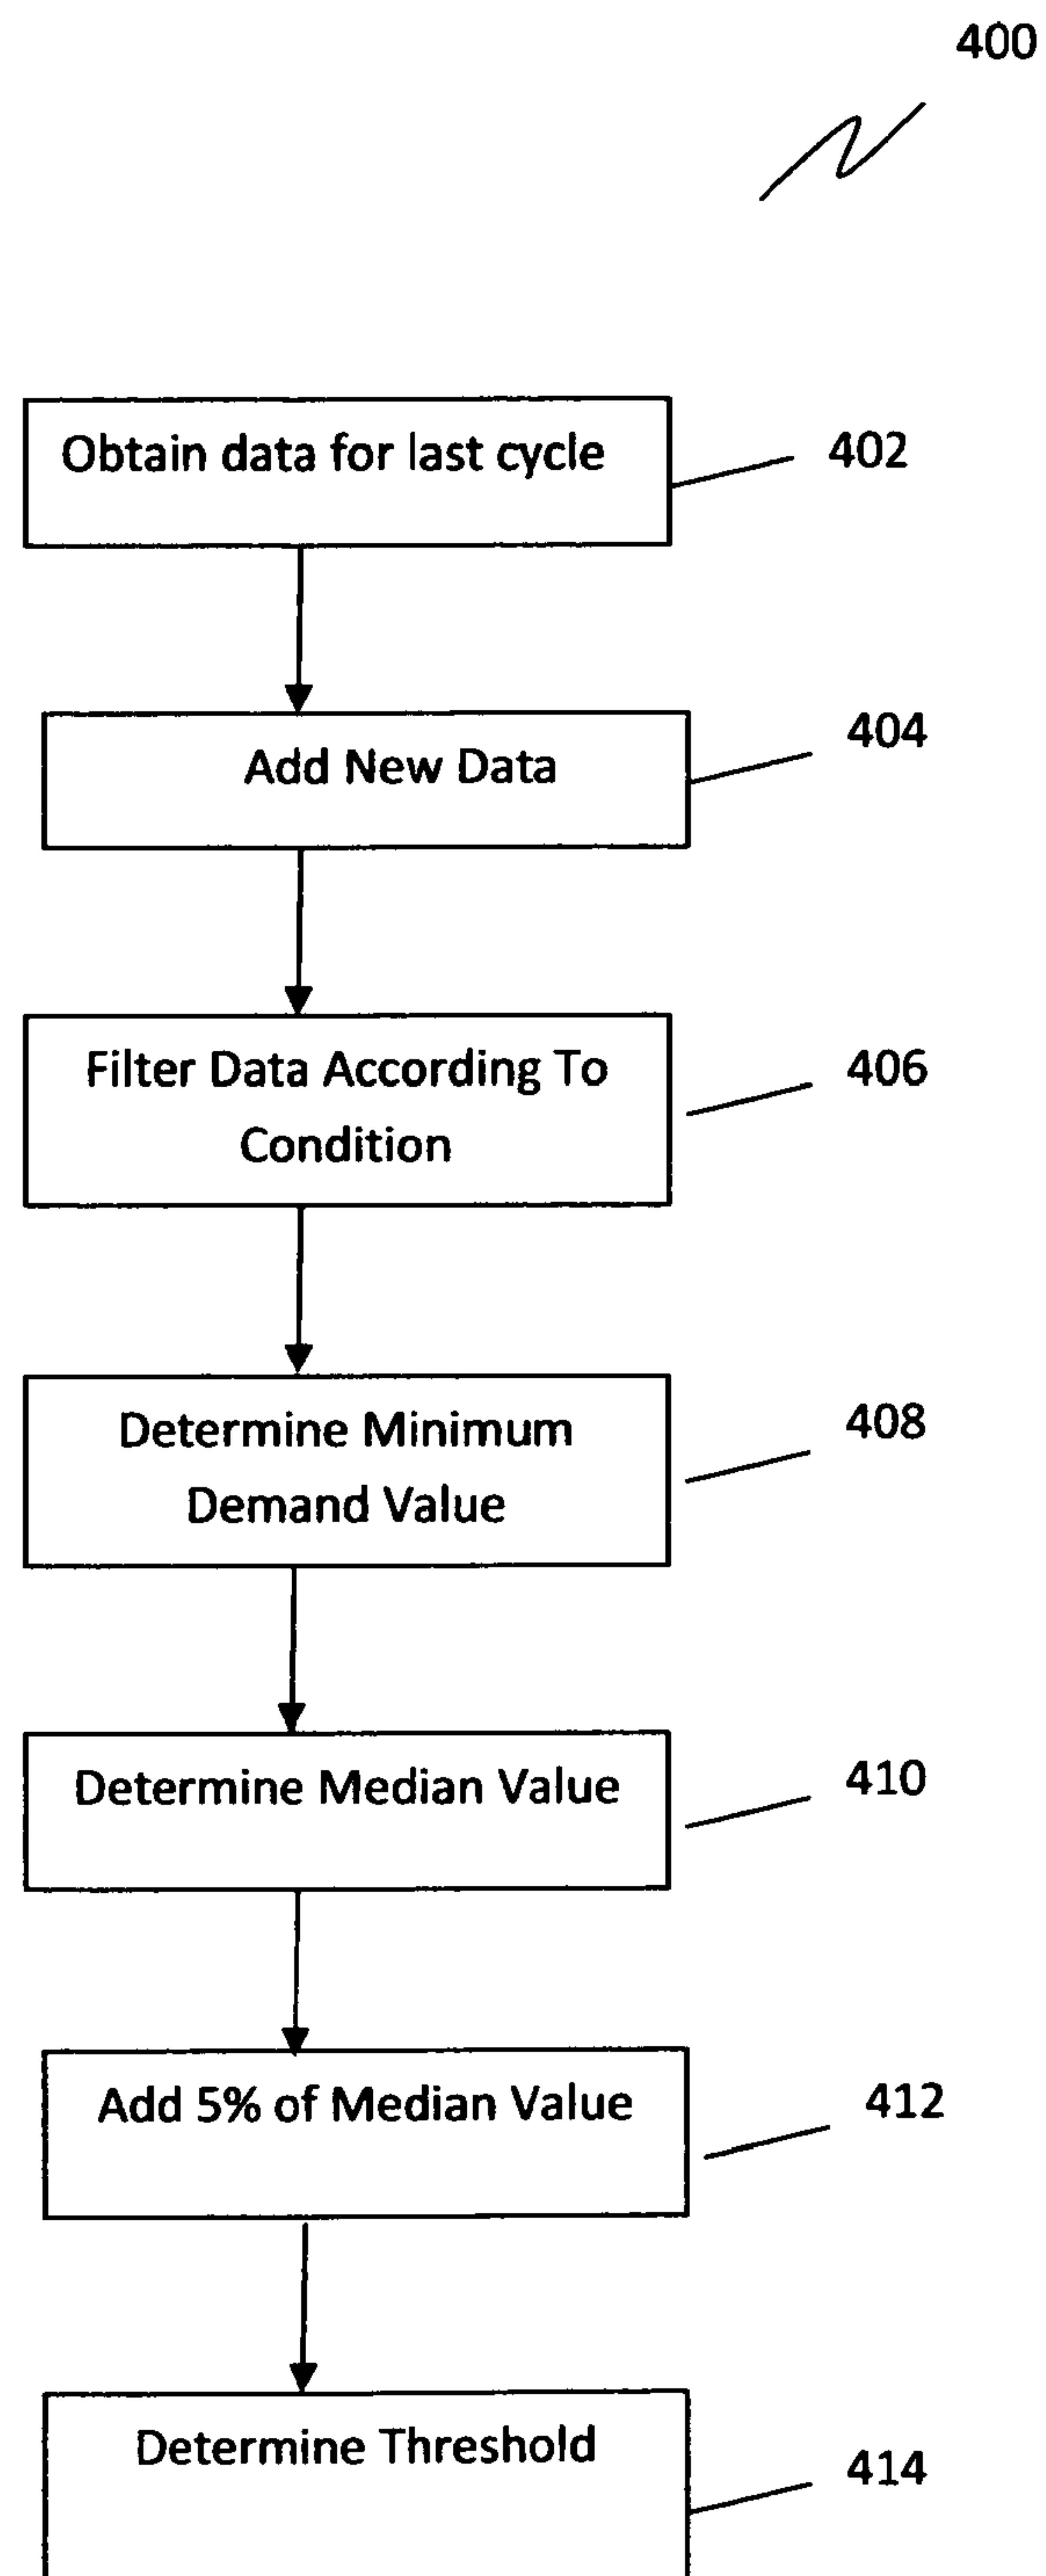 400
Obtain data for last cycle
402
Add New Data
404
Filter Data According To
Condition
406
Determine Minimum
Demand Value
408
Determine Median Value
410
Add 5% of Median Value
412
Determine Threshold
414